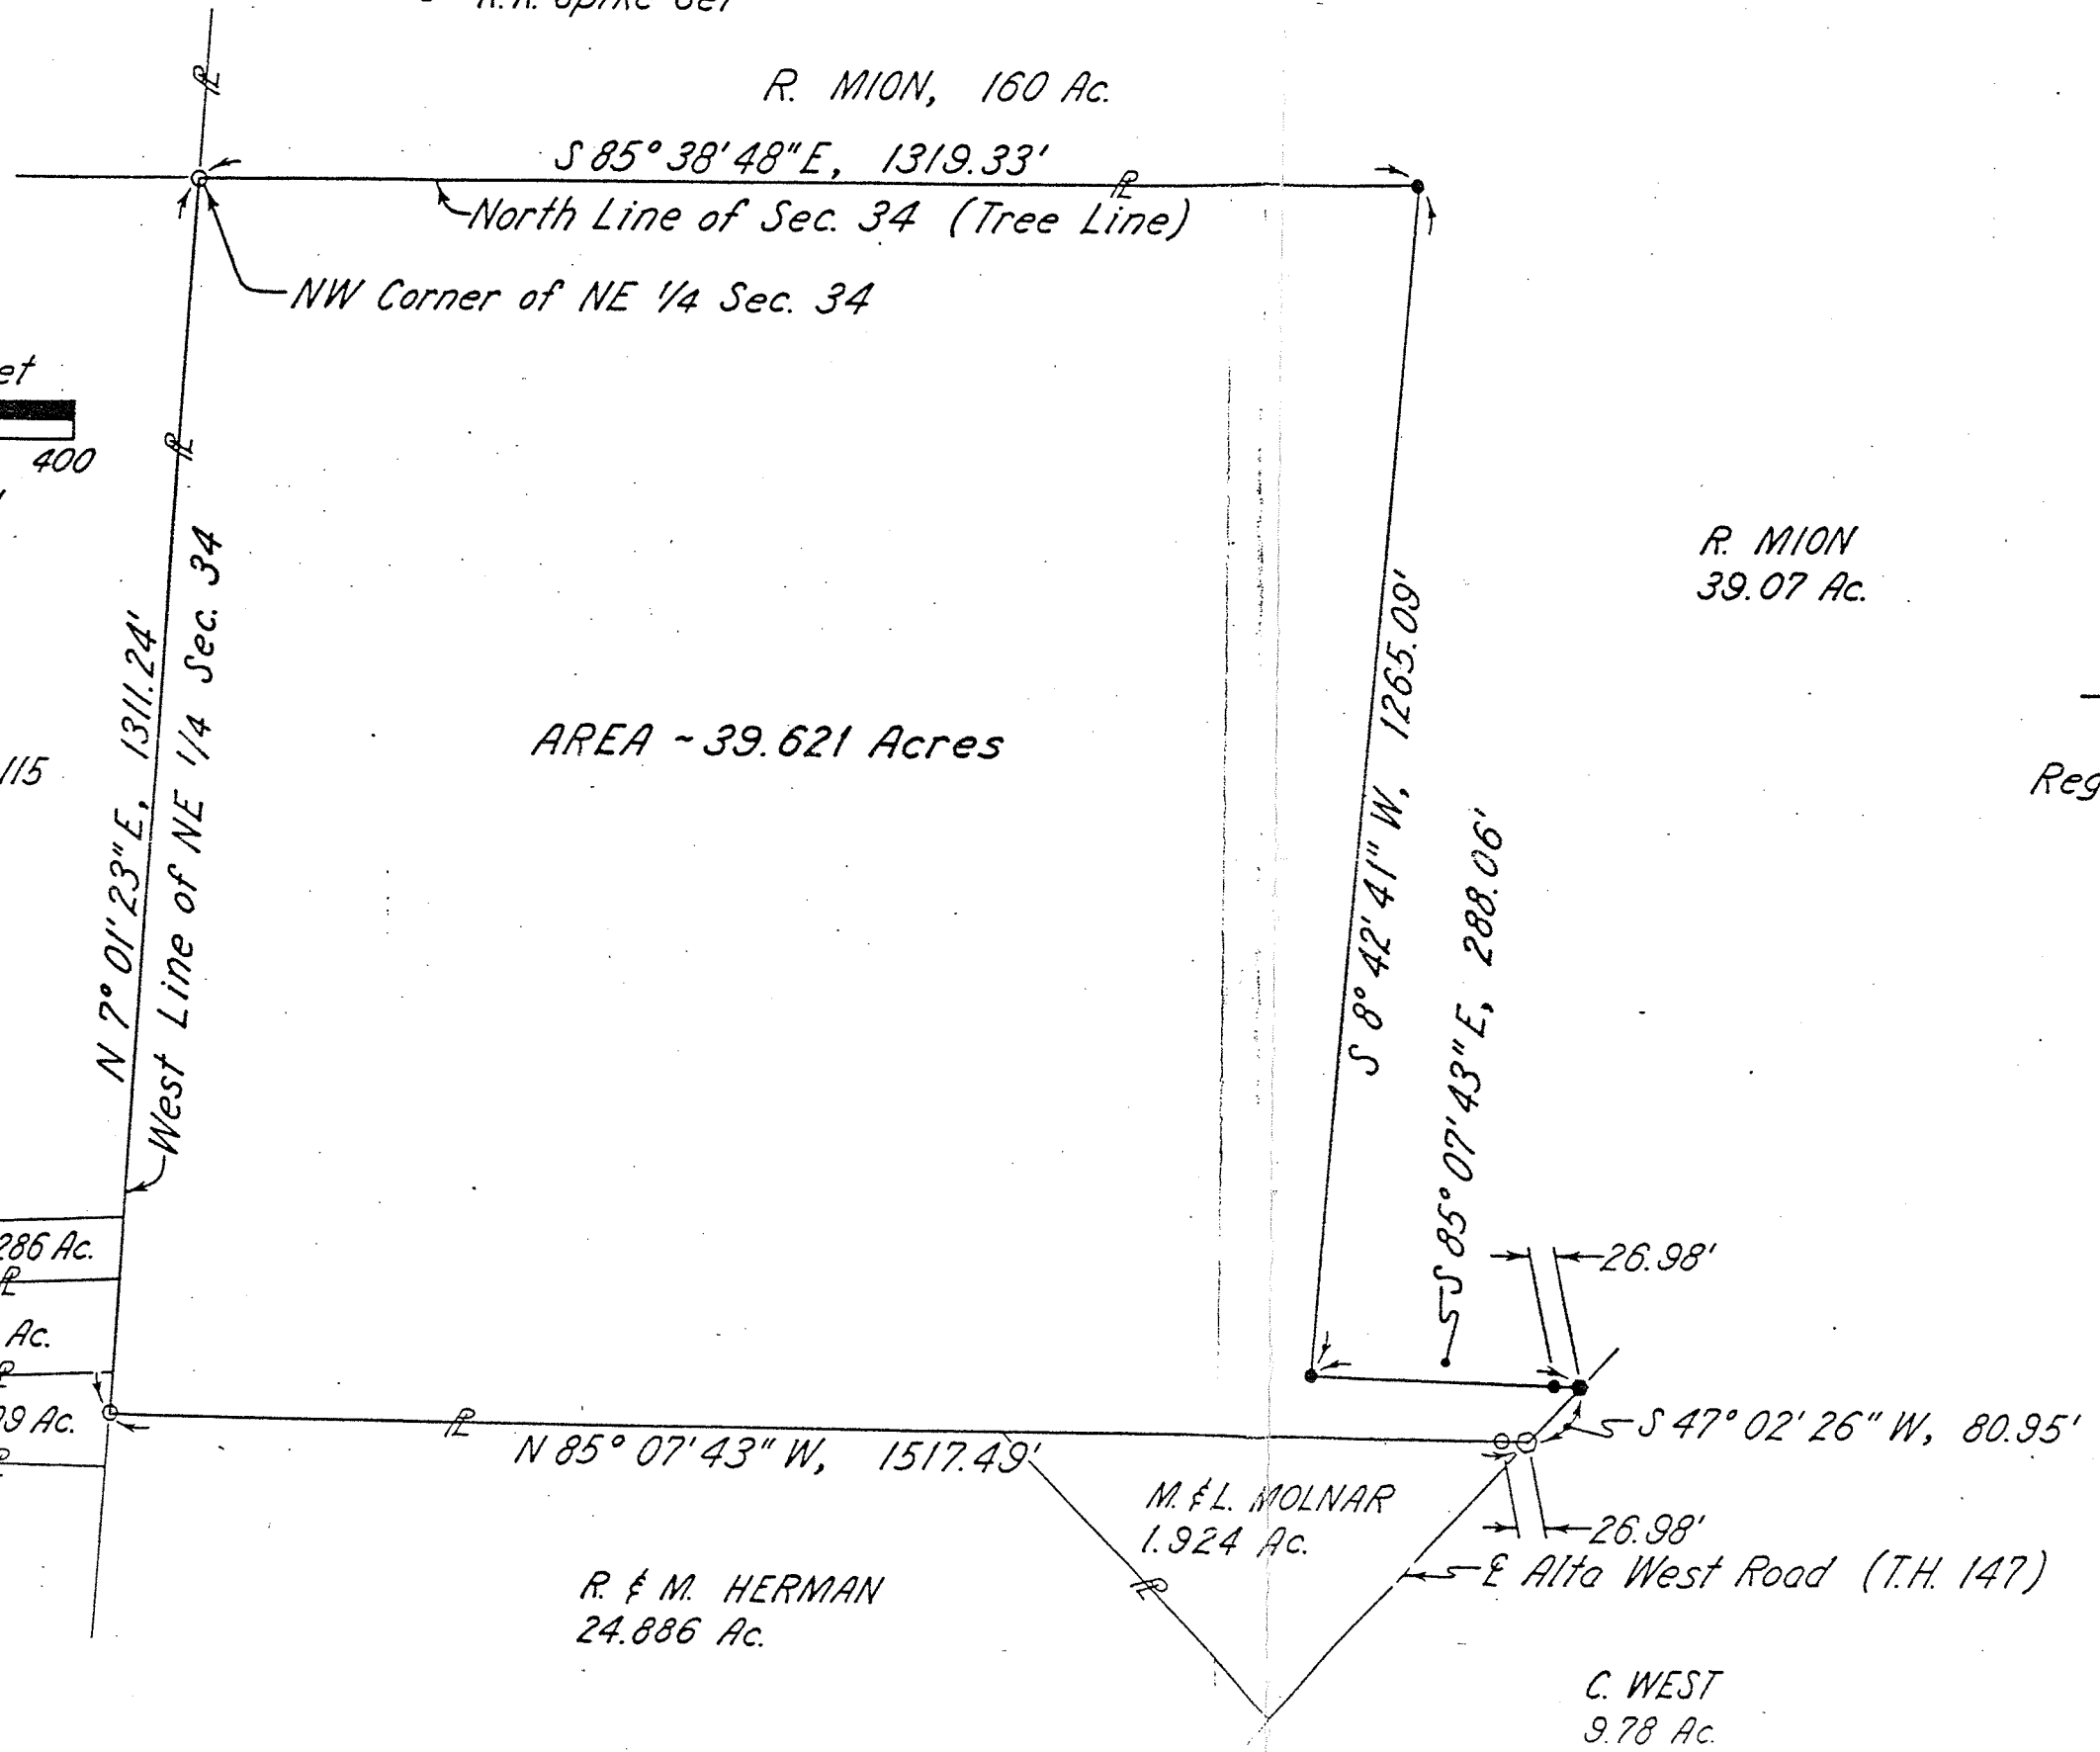 R. MION, 160 Ac.
S 85° 38' 48" E, 1319.33'
North Line of Sec. 34 (Tree Line)
NW Corner of NE 1/4 Sec. 34
400
N 7° 01' 23" E, 1311.24'
West Line of NE 1/4 Sec. 34
R. MION
39.07 Ac.
AREA ~ 39.621 Acres
115
Reg
S 8° 42' 41" W, 1265.09'
S 85° 07' 43" E, 288.06'
286 Ac.
Ac.
09 Ac.
26.98'
S 47° 02' 26" W, 80.95'
N 85° 07' 43" W, 1517.49'
M. & L. MOLNAR
1.924 Ac.
26.98'
℄ Alta West Road (T.H. 147)
R. & M. HERMAN
24.886 Ac.
C. WEST
9.78 Ac.